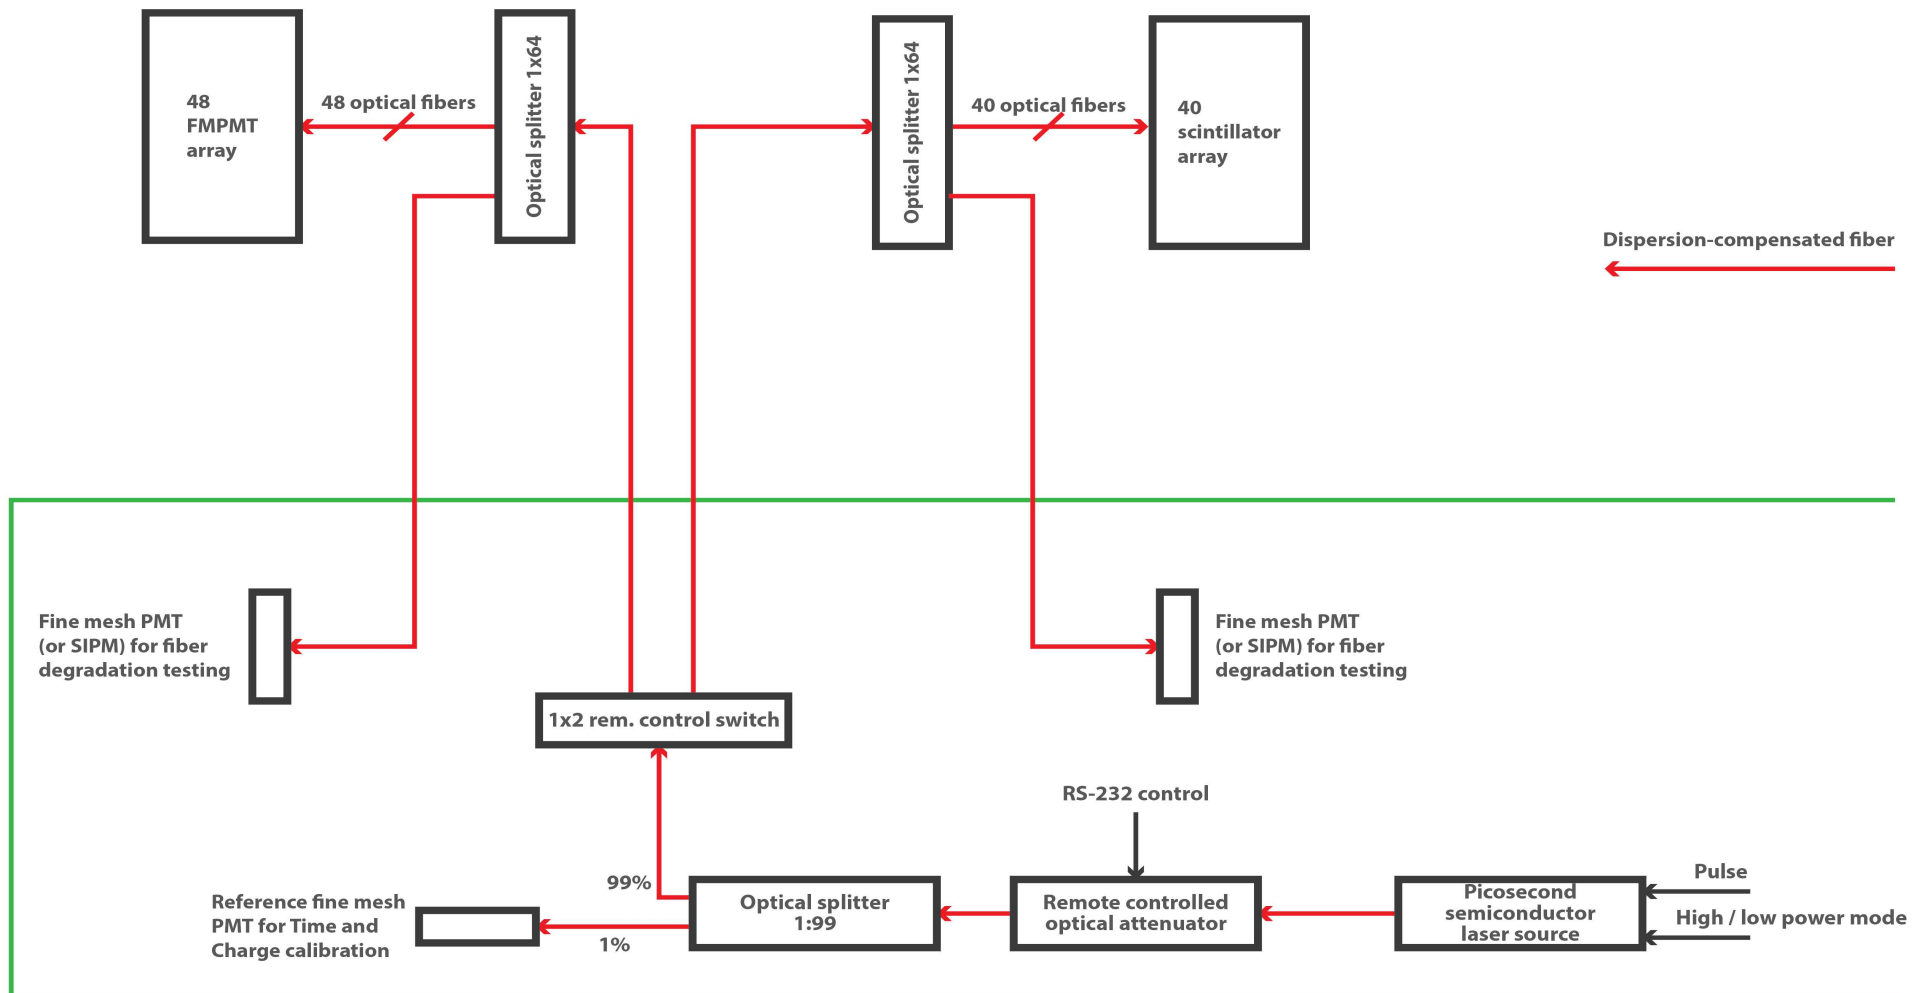 48
FMPMT
array
48 optical fibers
Optical splitter 1x64
Optical splitter 1x64
40 optical fibers
40
scintillator
array
Dispersion-compensated fiber
Fine mesh PMT
(or SIPM) for fiber
degradation testing
Fine mesh PMT
(or SIPM) for fiber
degradation testing
1x2 rem. control switch
RS-232 control
99%
1%
Reference fine mesh
PMT for Time and
Charge calibration
Optical splitter
1:99
Remote controlled
optical attenuator
Picosecond
semiconductor
laser source
Pulse
High / low power mode